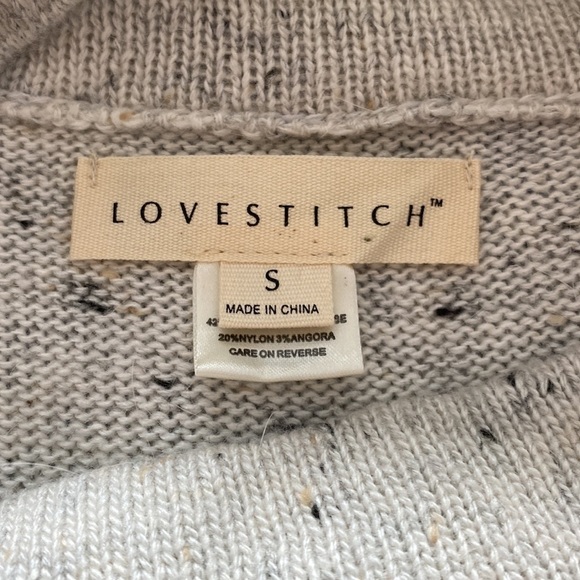 LOVESTITCH™
S
MADE IN CHINA
20%NYLON 3%ANGORA
CARE ON REVERSE